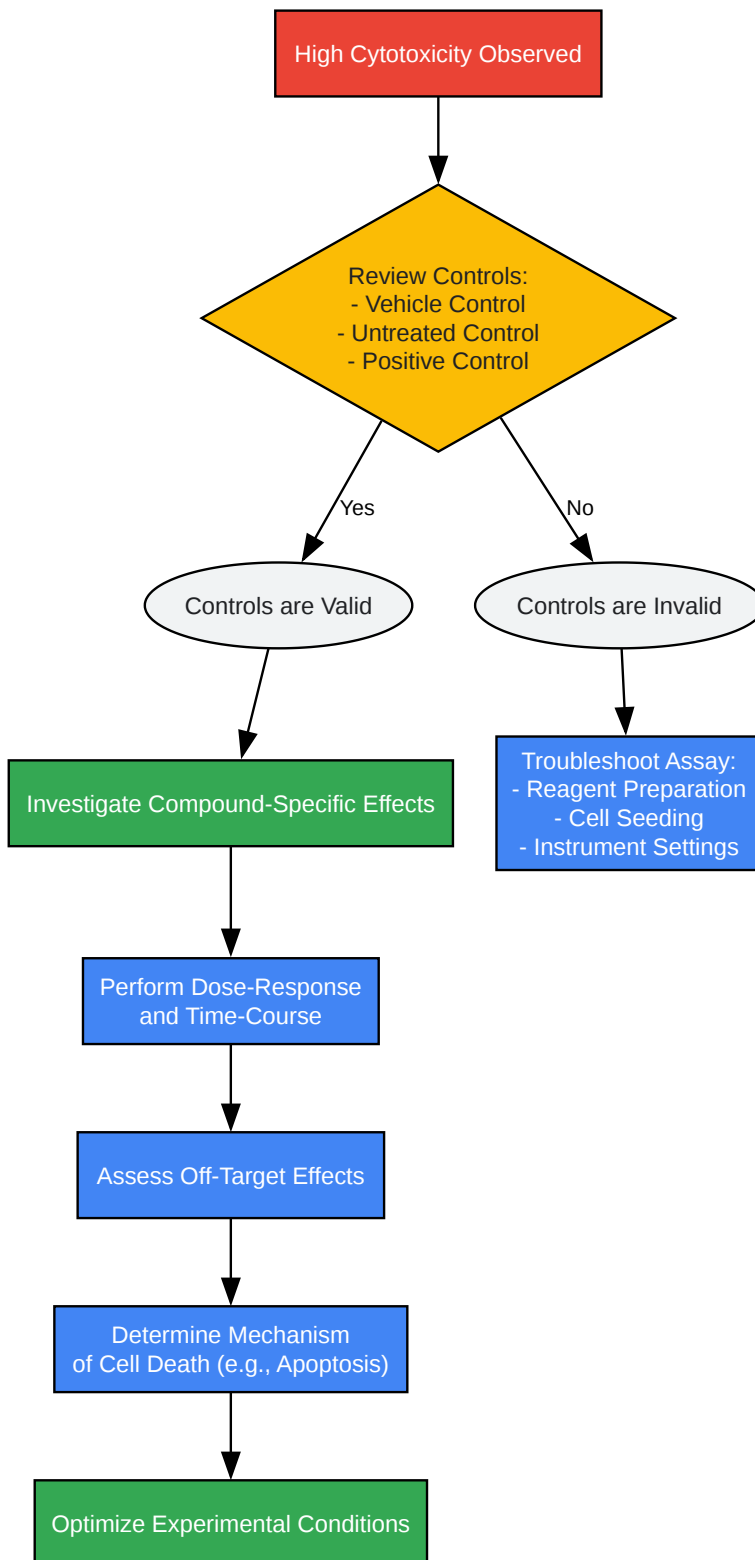 High Cytotoxicity Observed
Review Controls:
- Vehicle Control
- Untreated Control
- Positive Control
Yes
No
Controls are Valid
Controls are Invalid
Investigate Compound-Specific Effects
Troubleshoot Assay:
- Reagent Preparation
- Cell Seeding
- Instrument Settings
Perform Dose-Response
and Time-Course
Assess Off-Target Effects
Determine Mechanism
of Cell Death (e.g., Apoptosis)
Optimize Experimental Conditions